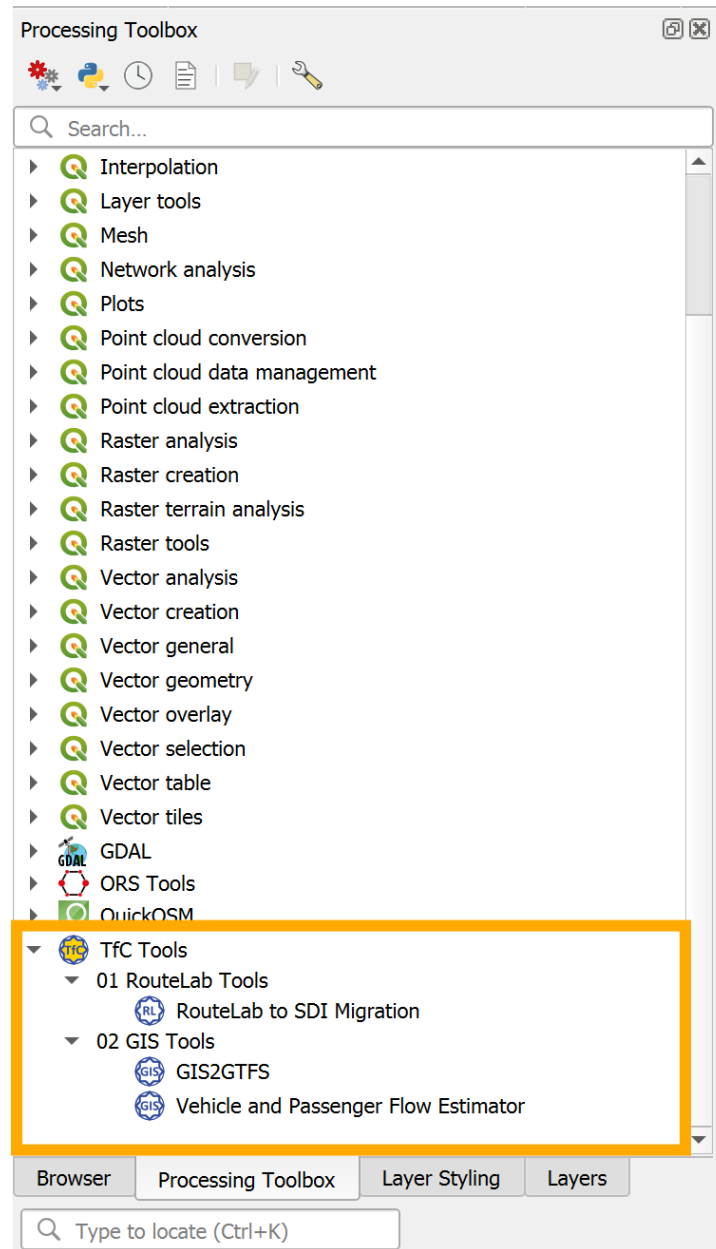 Processing Toolbox
Search...
Interpolation
Layer tools
Mesh
Network analysis
Plots
Point cloud conversion
Point cloud data management
Point cloud extraction
Raster analysis
Raster creation
Raster terrain analysis
Raster tools
Vector analysis
Vector creation
Vector general
Vector geometry
Vector overlay
Vector selection
Vector table
Vector tiles
GDAL GDAL
ORS Tools
QuickOSM
TfC TfC Tools
01 RouteLab Tools
RL RouteLab to SDI Migration
02 GIS Tools
GIS GIS2GTFS
GIS Vehicle and Passenger Flow Estimator
Browser Processing Toolbox Layer Styling Layers
Type to locate (Ctrl+K)